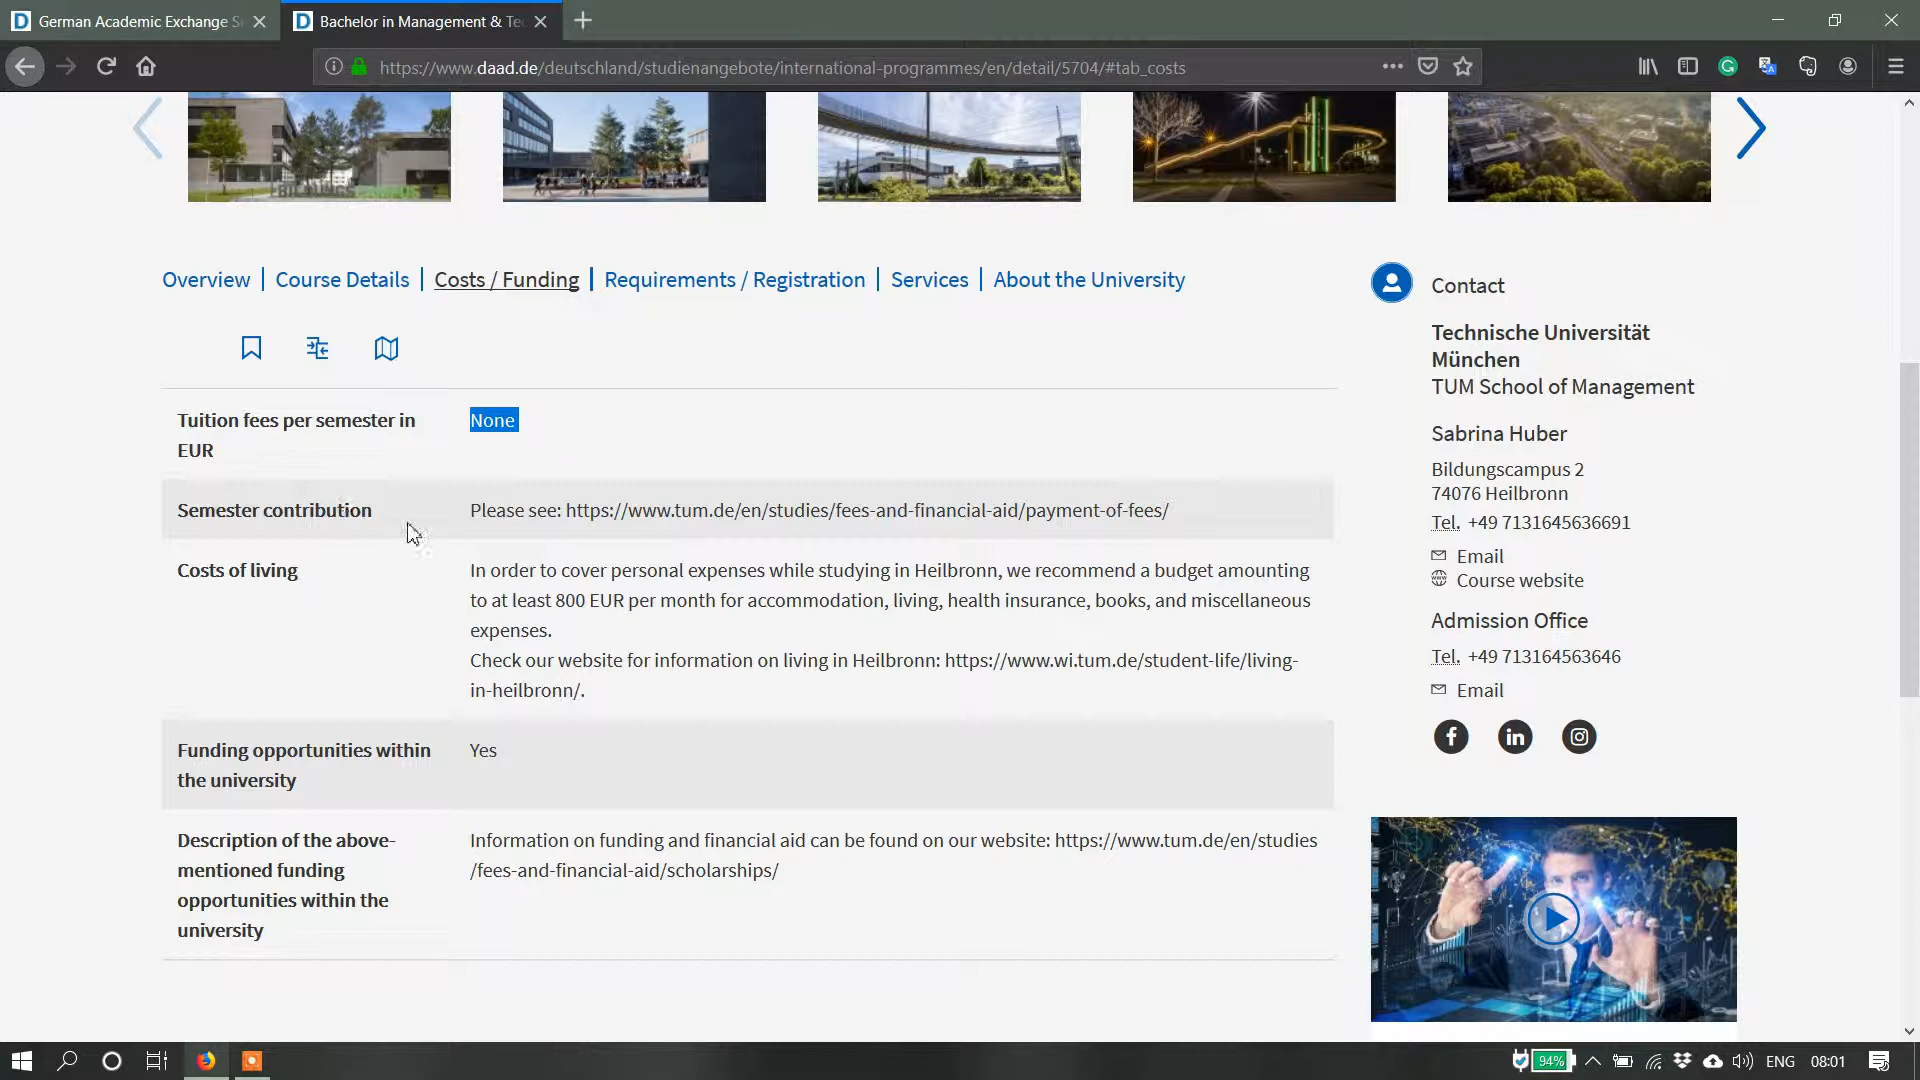 German Academic Exchange S
Bachelor in Management & Te
https://www.daad.de/deutschland/studienangebote/international-programmes/en/detail/5704/#tab_costs
Overview | Course Details | Costs / Funding | Requirements / Registration | Services | About the University
Tuition fees per semester in
EUR
None
Semester contribution
Please see: https://www.tum.de/en/studies/fees-and-financial-aid/payment-of-fees/
Costs of living
In order to cover personal expenses while studying in Heilbronn, we recommend a budget amounting
to at least 800 EUR per month for accommodation, living, health insurance, books, and miscellaneous
expenses.
Check our website for information on living in Heilbronn: https://www.wi.tum.de/student-life/living-
in-heilbronn/.
Funding opportunities within
the university
Yes
Description of the above-
mentioned funding
opportunities within the
university
Information on funding and financial aid can be found on our website: https://www.tum.de/en/studies
/fees-and-financial-aid/scholarships/
Contact
Technische Universität
München
TUM School of Management
Sabrina Huber
Bildungscampus 2
74076 Heilbronn
Tel. +49 7131645636691
Email
Course website
Admission Office
Tel. +49 713164563646
Email
94%
ENG
08:01